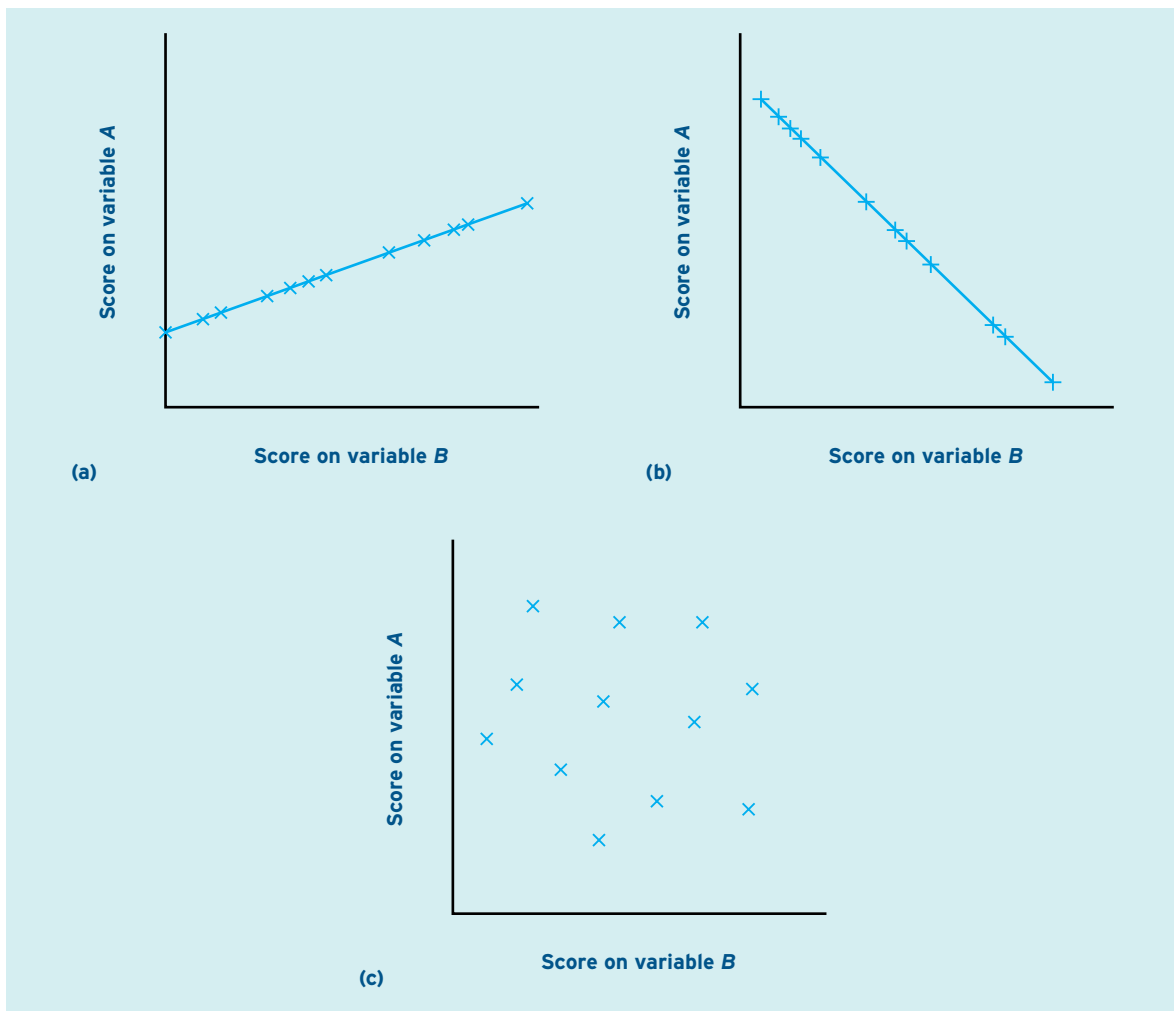 Score on variable A
Score on variable B
(a)
Score on variable A
Score on variable B
(b)
Score on variable A
Score on variable B
(c)